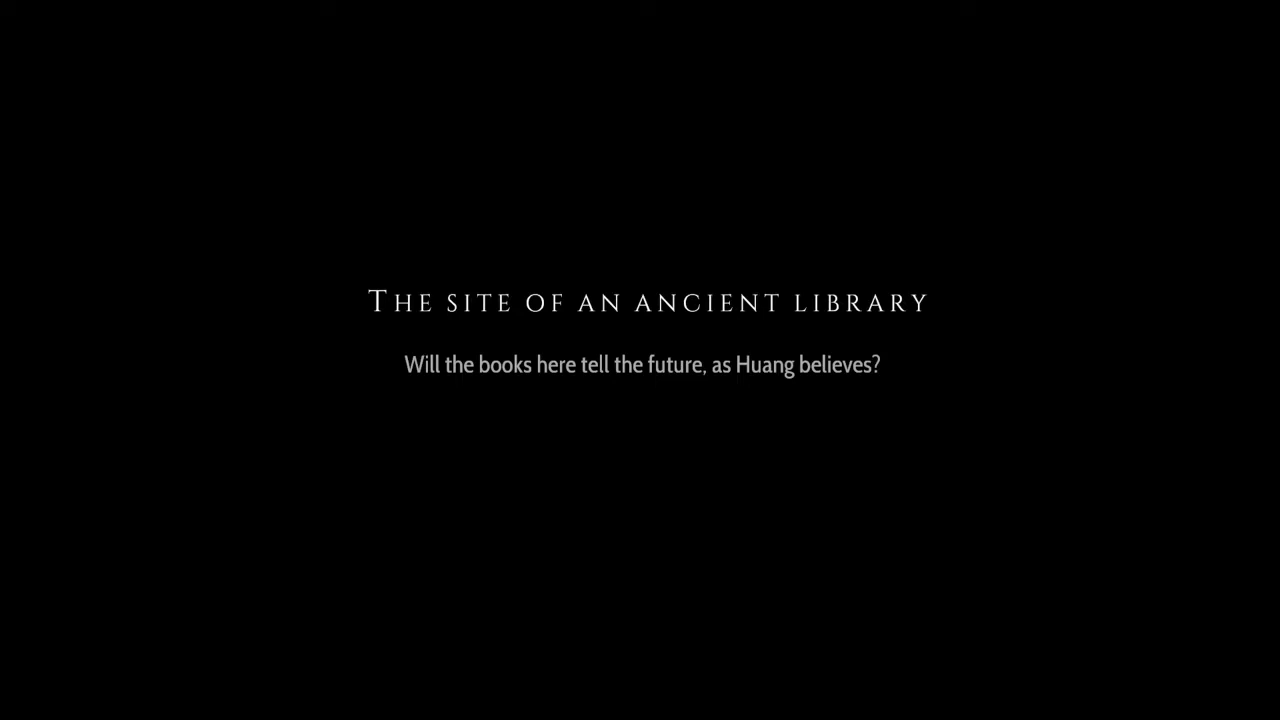 The site of an ancient library
Will the books here tell the future, as Huang believes?